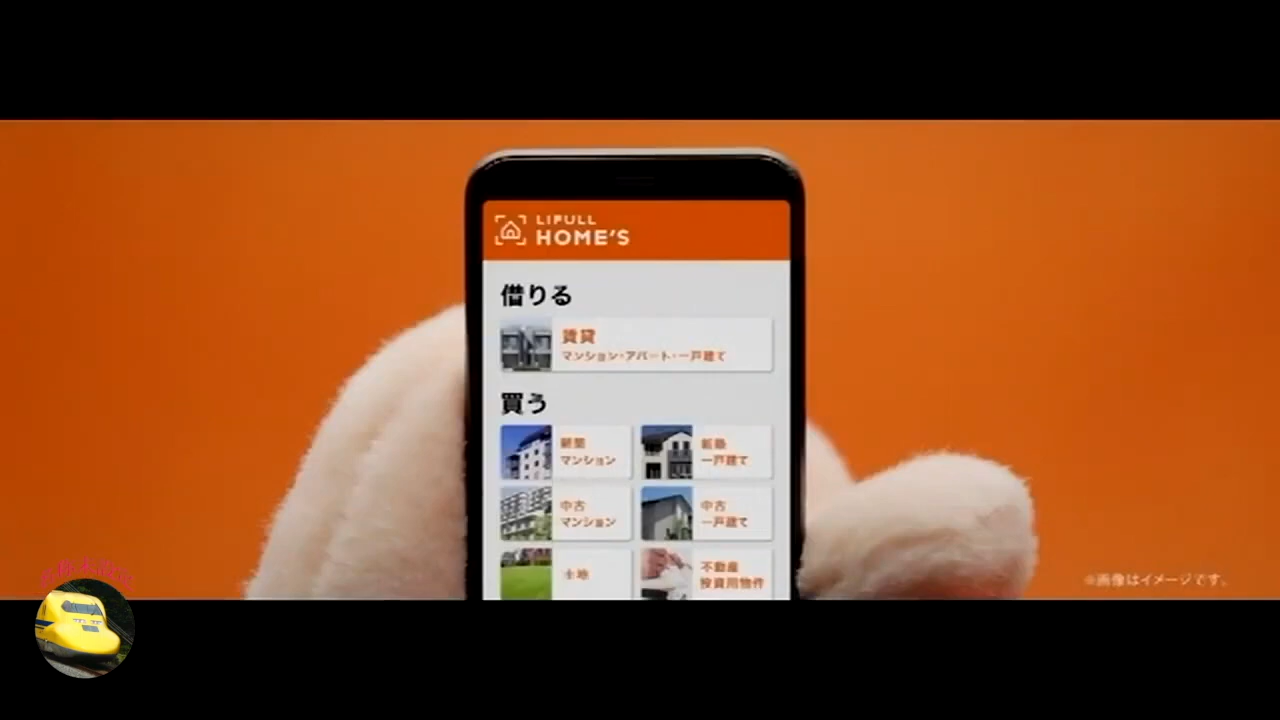 LIFULL
HOME'S
借りる
賃貸
マンション・アパート・一戸建て
買う
新築
マンション
新築
一戸建て
中古
マンション
中古
一戸建て
土地
不動産
投資用物件
※画像はイメージです。